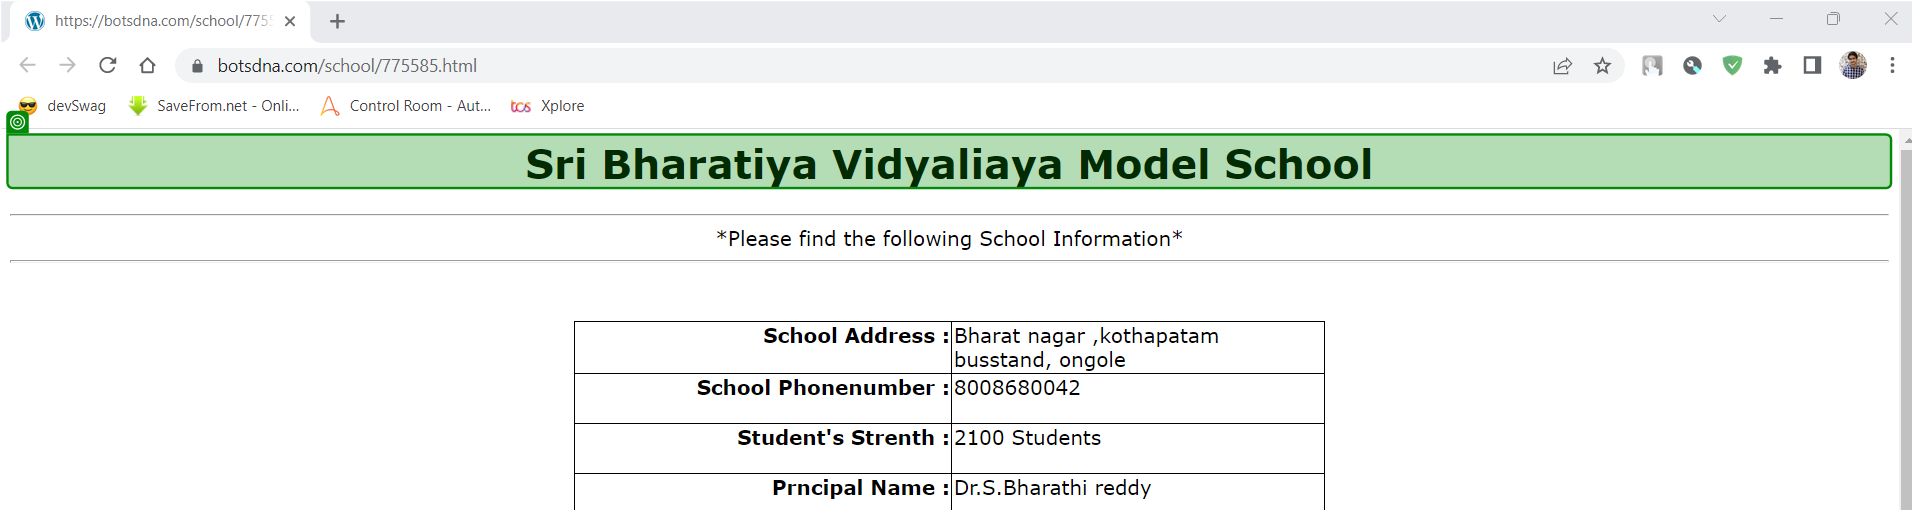 https://botsdna.com/school/775
botsdna.com/school/775585.html
devSwag
SaveFrom.net - Onli...
Control Room - Aut...
tcs Xplore
Sri Bharatiya Vidyaliaya Model School
*Please find the following School Information*
School Address : Bharat nagar ,kothapatam
busstand, ongole
School Phonenumber : 8008680042
Student's Strenth : 2100 Students
Prncipal Name : Dr.S.Bharathi reddy